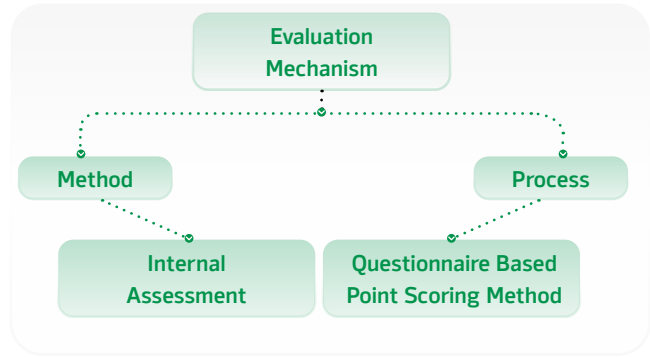 Evaluation
Mechanism
Method
Process
Internal
Assessment
Questionnaire Based
Point Scoring Method